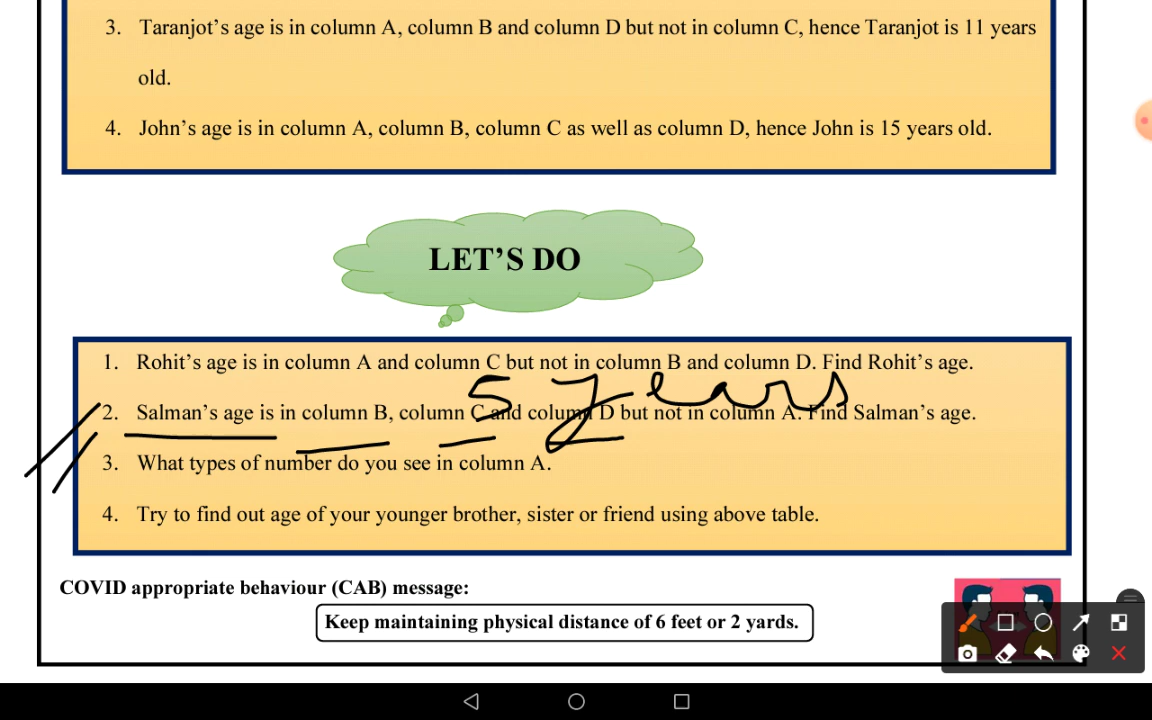 3. Taranjot’s age is in column A, column B and column D but not in column C, hence Taranjot is 11 years
old.
4. John’s age is in column A, column B, column C as well as column D, hence John is 15 years old.
LET’S DO
1. Rohit’s age is in column A and column C but not in column B and column D. Find Rohit’s age.
5 years
2. Salman’s age is in column B, column C and column D but not in column A. Find Salman’s age.
3. What types of number do you see in column A.
4. Try to find out age of your younger brother, sister or friend using above table.
COVID appropriate behaviour (CAB) message:
Keep maintaining physical distance of 6 feet or 2 yards.